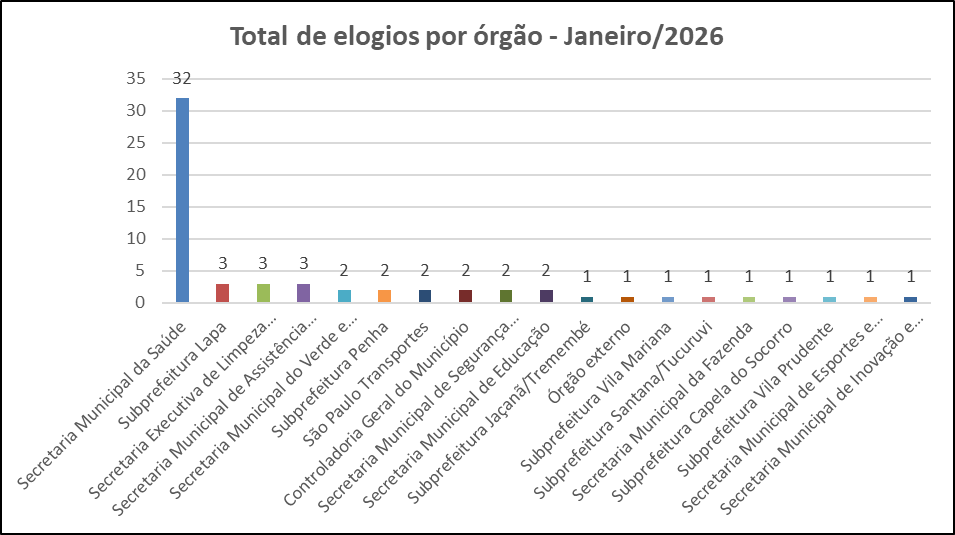 Total de elogios por órgão - Janeiro/2026
35
30
25
20
15
10
5
0
32
3
3
3
2
2
2
2
2
2
1
1
1
1
1
1
1
1
1
Secretaria Municipal da Saúde
Subprefeitura Lapa
Secretaria Executiva de Limpeza...
Secretaria Municipal de Assistência...
Secretaria Municipal do Verde e...
Subprefeitura Penha
São Paulo Transportes
Controladoria Geral do Município
Secretaria Municipal de Segurança...
Secretaria Municipal de Educação
Subprefeitura Jaçanã/Tremembé
Órgão externo
Subprefeitura Vila Mariana
Subprefeitura Santana/Tucuruvi
Secretaria Municipal da Fazenda
Subprefeitura Capela do Socorro
Subprefeitura Vila Prudente
Secretaria Municipal de Esportes e...
Secretaria Municipal de Inovação e...